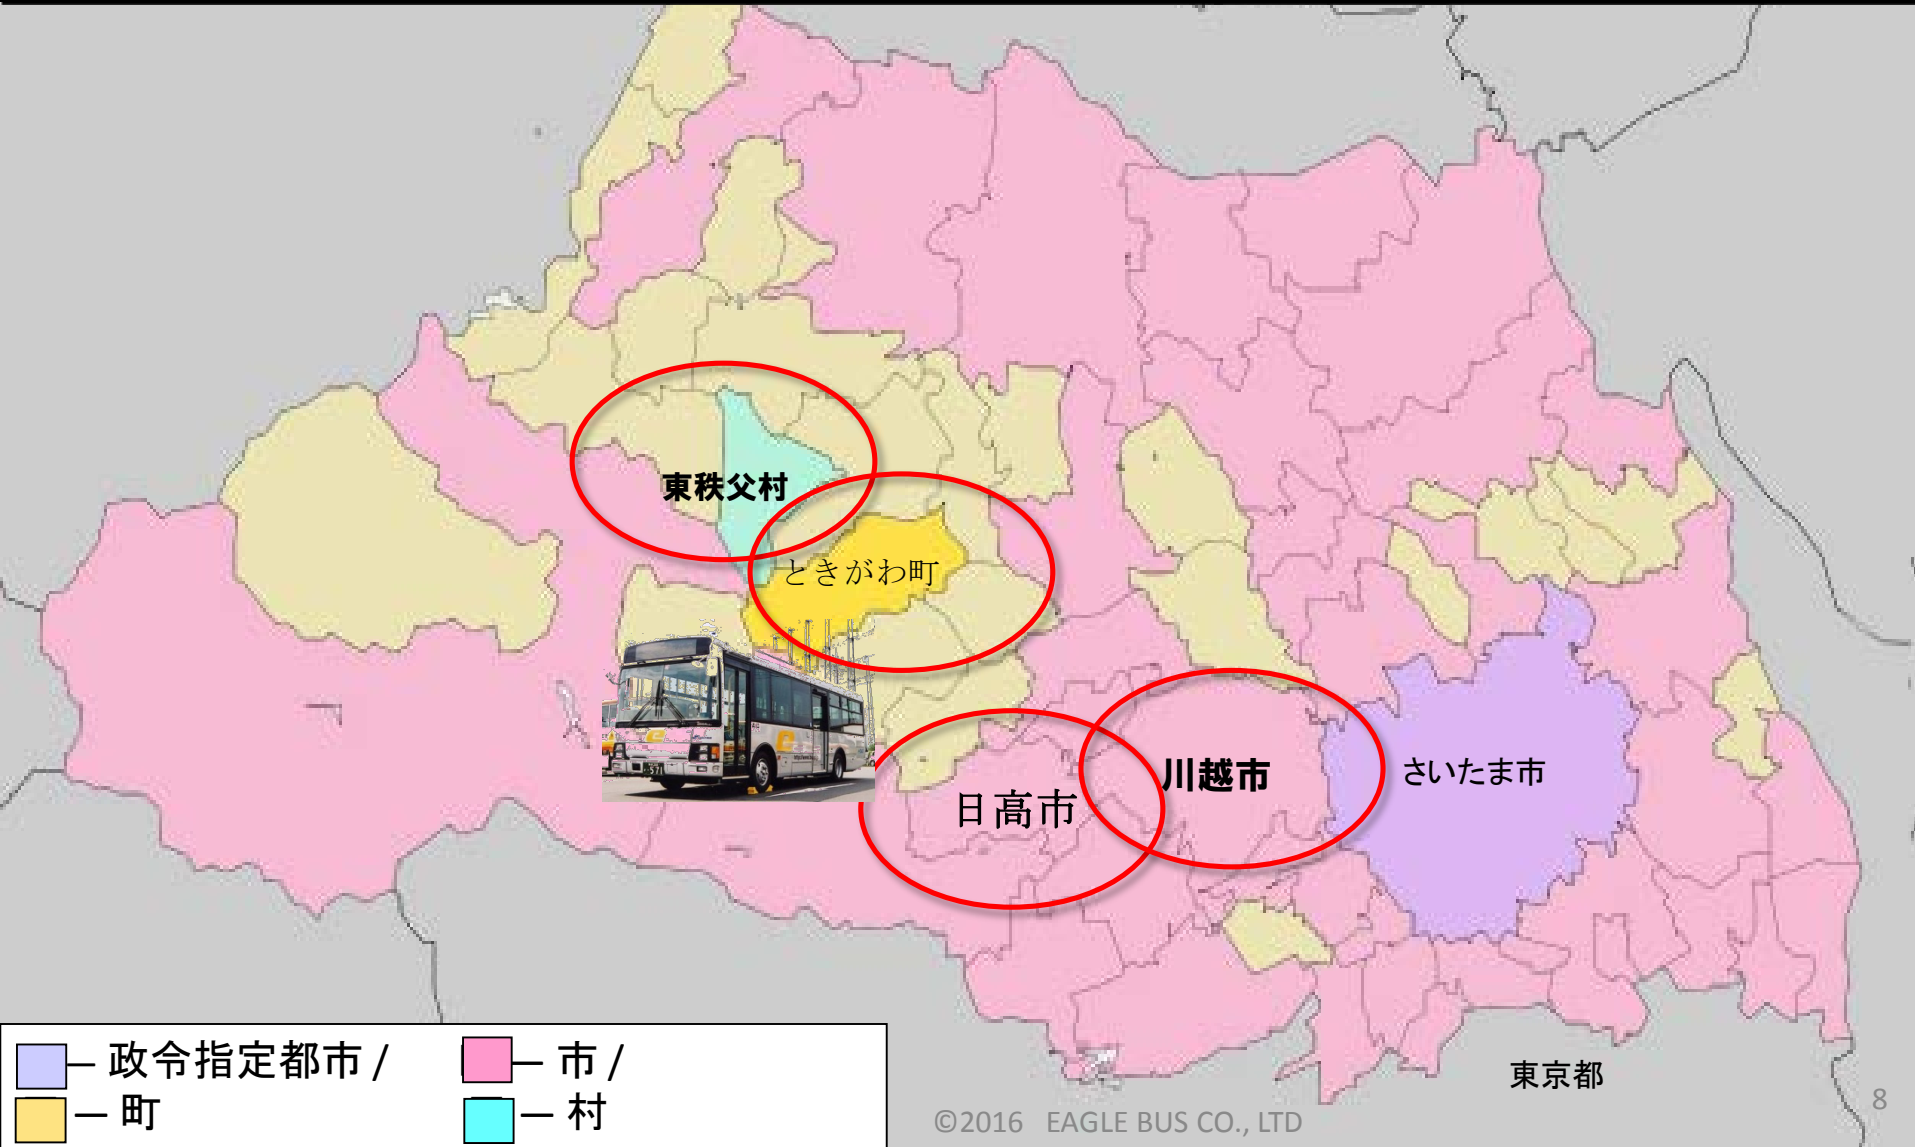 東秩父村
ときがわ町
川越市
さいたま市
日高市
東京都
― 政令指定都市 /
― 市 /
― 町
― 村
©2016 EAGLE BUS CO., LTD
8